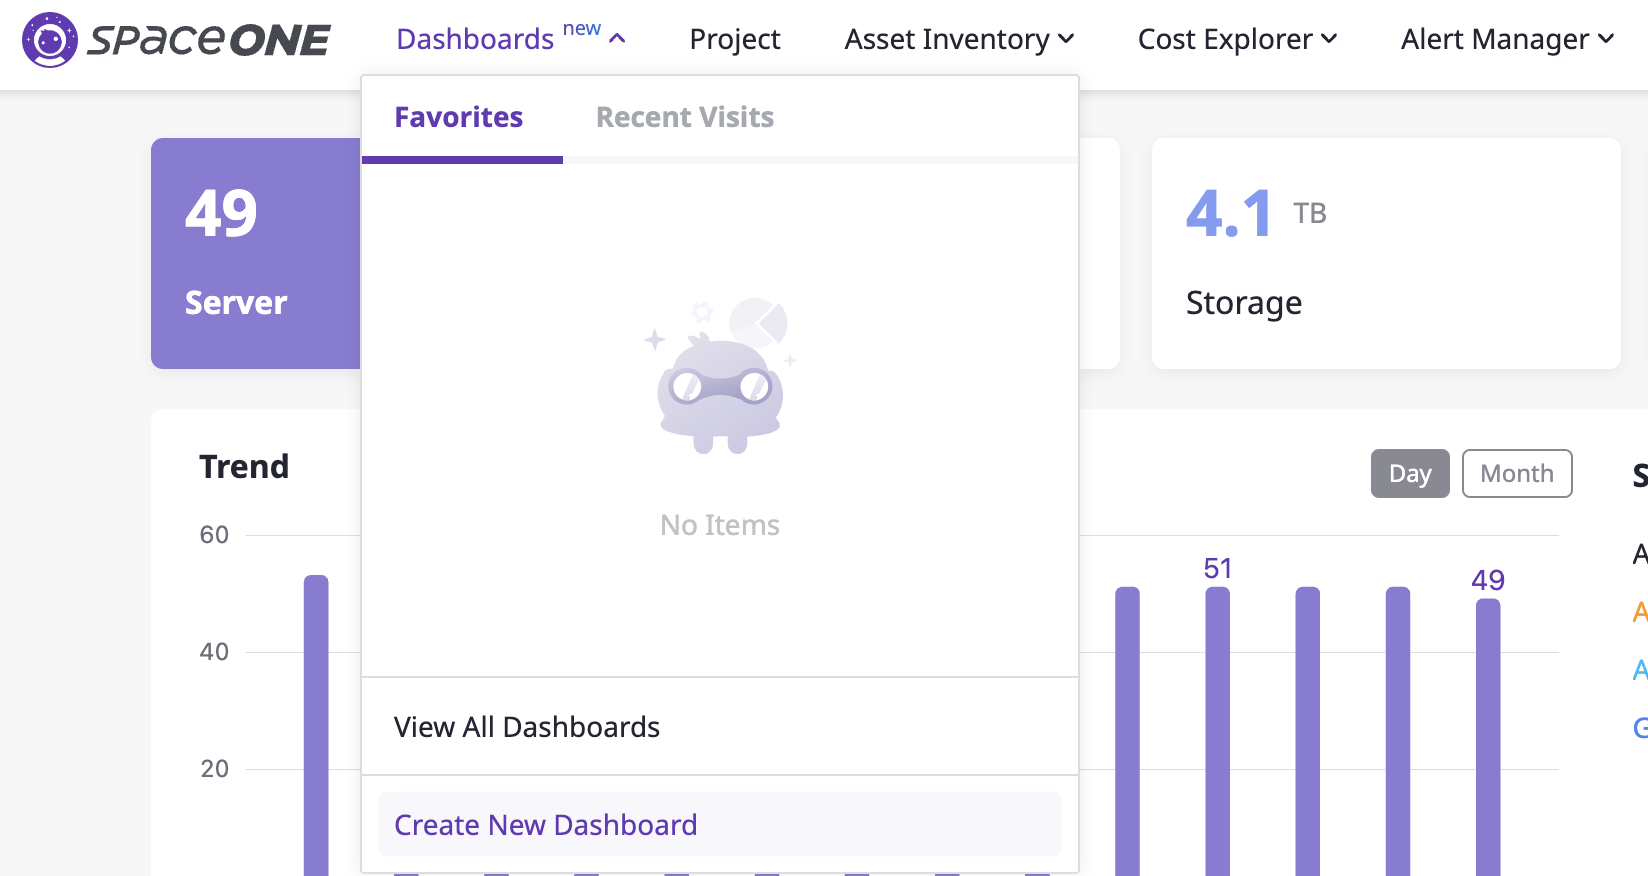 spaceONE
Dashboards new
Project
Asset Inventory
Cost Explorer
Alert Manager
Favorites
Recent Visits
49
Server
4.1 TB
Storage
No Items
Trend
Day
Month
60
40
20
51
49
View All Dashboards
Create New Dashboard